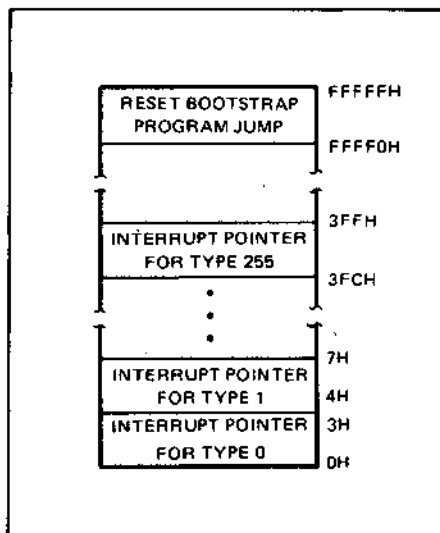 FFFFFH
RESET BOOTSTRAP
PROGRAM JUMP
FFFF0H
3FFH
INTERRUPT POINTER
FOR TYPE 255
3FCH
7H
INTERRUPT POINTER
FOR TYPE 1
4H
INTERRUPT POINTER
3H
FOR TYPE 0
0H